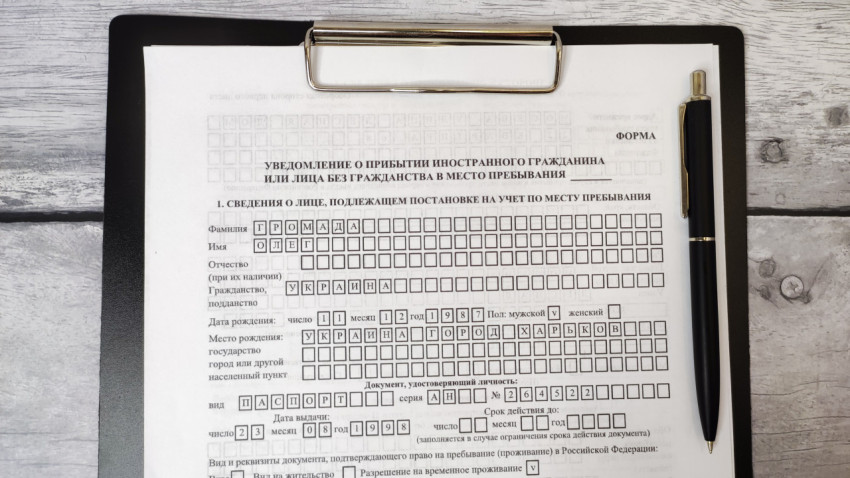 ФОРМА
УВЕДОМЛЕНИЕ О ПРИБЫТИИ ИНОСТРАННОГО ГРАЖДАНИНА
ИЛИ ЛИЦА БЕЗ ГРАЖДАНСТВА В МЕСТО ПРЕБЫВАНИЯ
1. СВЕДЕНИЯ О ЛИЦЕ, ПОДЛЕЖАЩЕМ ПОСТАНОВКЕ НА УЧЕТ ПО МЕСТУ ПРЕБЫВАНИЯ
Фамилия ГРОМАДА
Имя ОЛЕГ
Отчество
(при их наличии)
Гражданство, УКРАИНА
подданство
Дата рождения: число 11 месяц 12 год 1987 Пол: мужской v женский
Место рождения: УКРАИНА ГОРОД ХАРЬКОВ
государство
город или другой
населенный пункт
Документ, удостоверяющий личность:
вид ПАСПОРТ серия АН № 264522
Дата выдачи: Срок действия до:
число 23 месяц 08 год 1998 число месяц год
(заполняется в случае ограничения срока действия документа)
Вид и реквизиты документа, подтверждающего право на пребывание (проживание) в Российской Федерации:
Вид на жительство Разрешение на временное проживание v